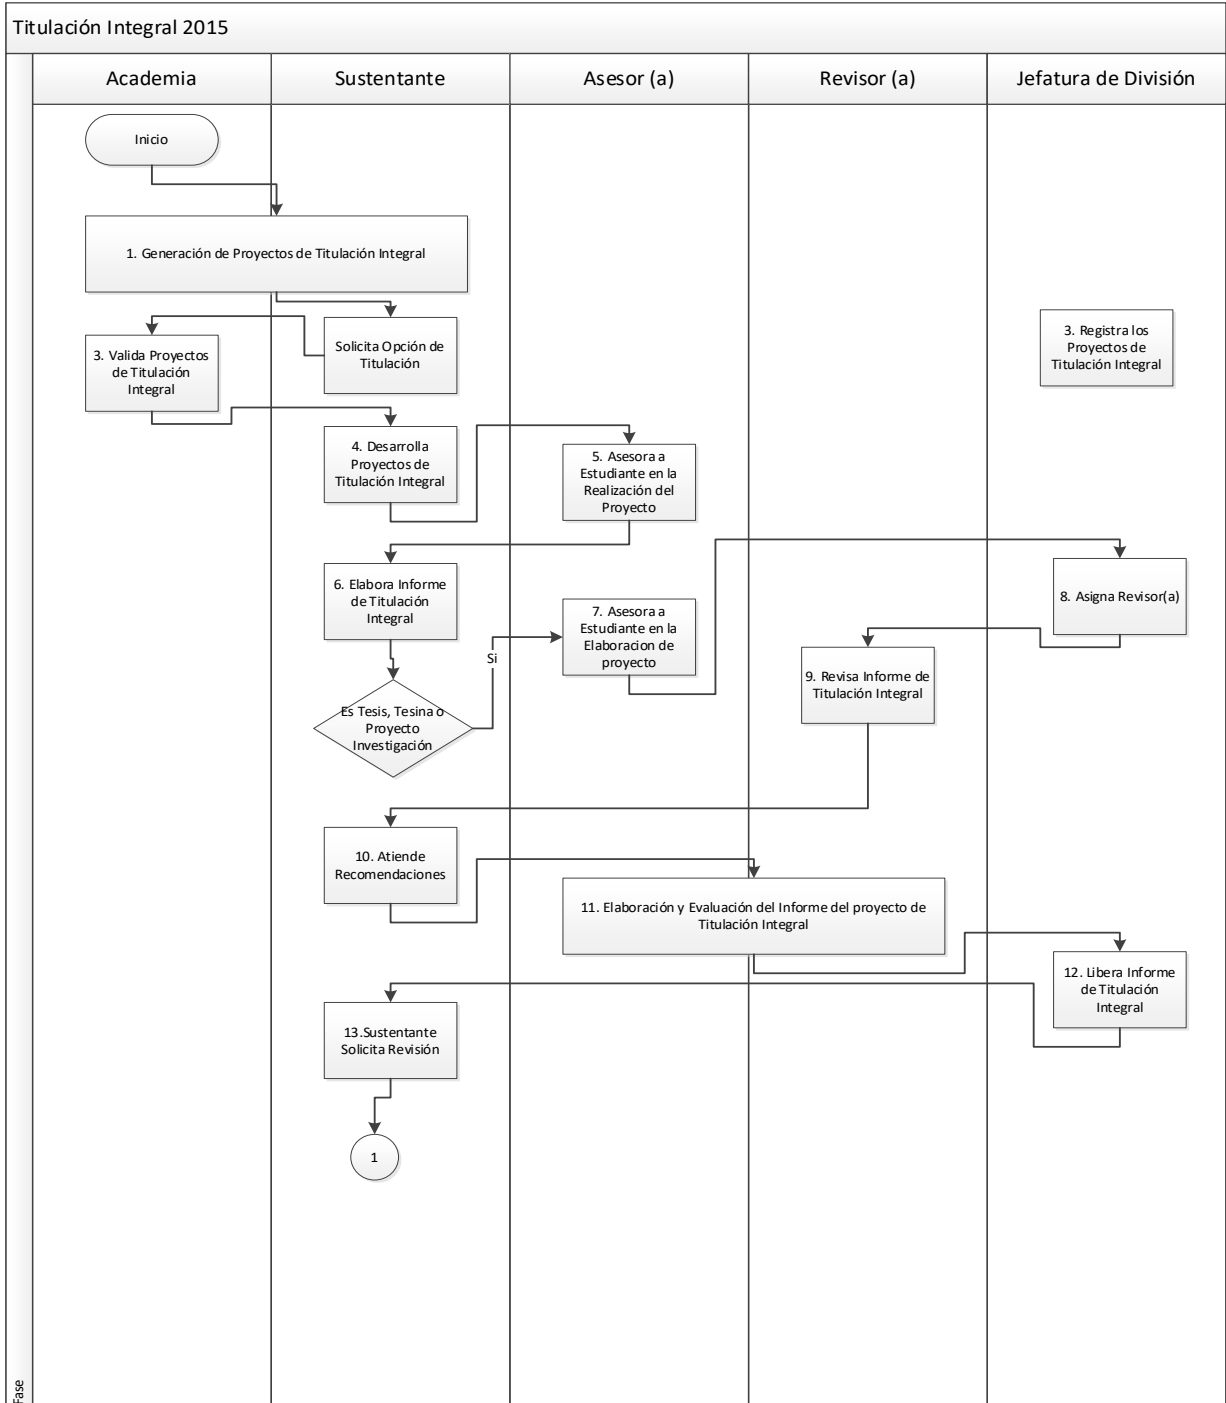 Titulación Integral 2015
Academia
Sustentante
Asesor (a)
Revisor (a)
Jefatura de División
Inicio
1. Generación de Proyectos de Titulación Integral
Solicita Opción de
Titulación
3. Valida Proyectos
de Titulación
Integral
3. Registra los
Proyectos de
Titulación Integral
4. Desarrolla
Proyectos de
Titulación Integral
5. Asesora a
Estudiante en la
Realización del
Proyecto
6. Elabora Informe
de Titulación
Integral
7. Asesora a
Estudiante en la
Elaboracion de
proyecto
8. Asigna Revisor(a)
Si
9. Revisa Informe de
Titulación Integral
Es Tesis, Tesina o
Proyecto
Investigación
10. Atiende
Recomendaciones
11. Elaboración y Evaluación del Informe del proyecto de
Titulación Integral
12. Libera Informe
de Titulación
Integral
13.Sustentante
Solicita Revisión
1
Fase